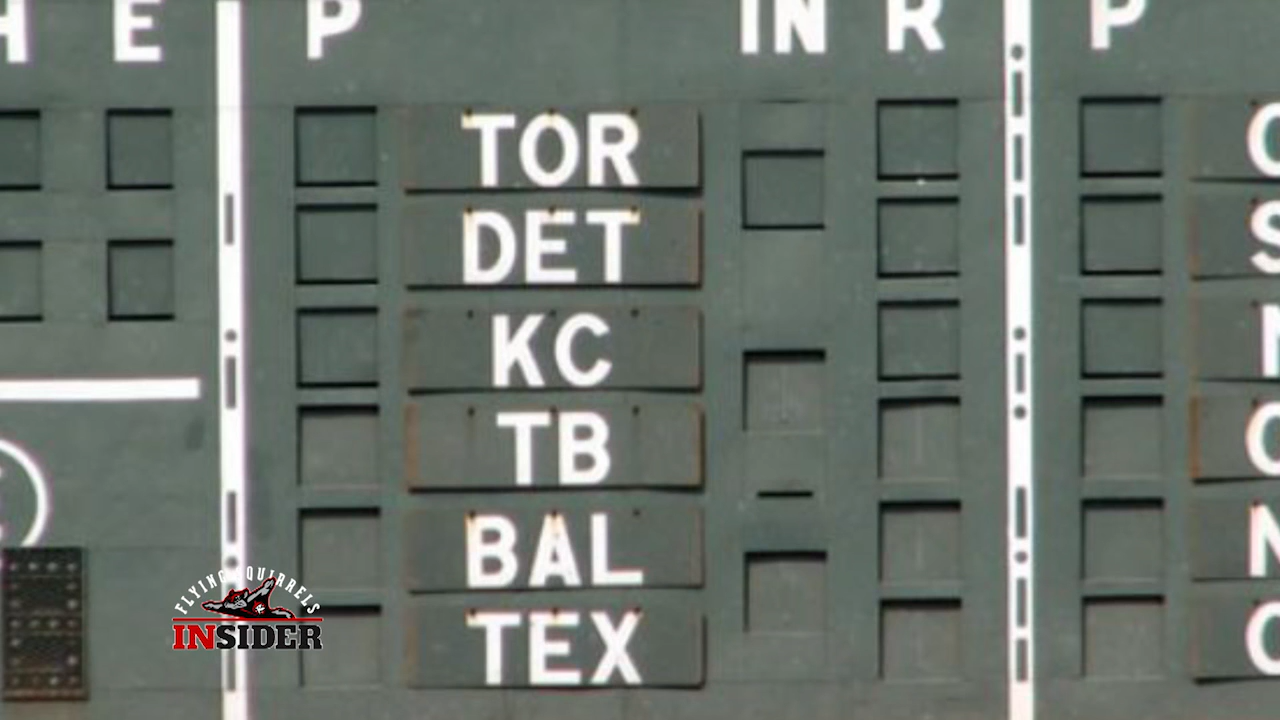 H E P IN R P
TOR
DET
KC
TB
BAL
TEX
FLYING SQUIRRELS
INSIDER